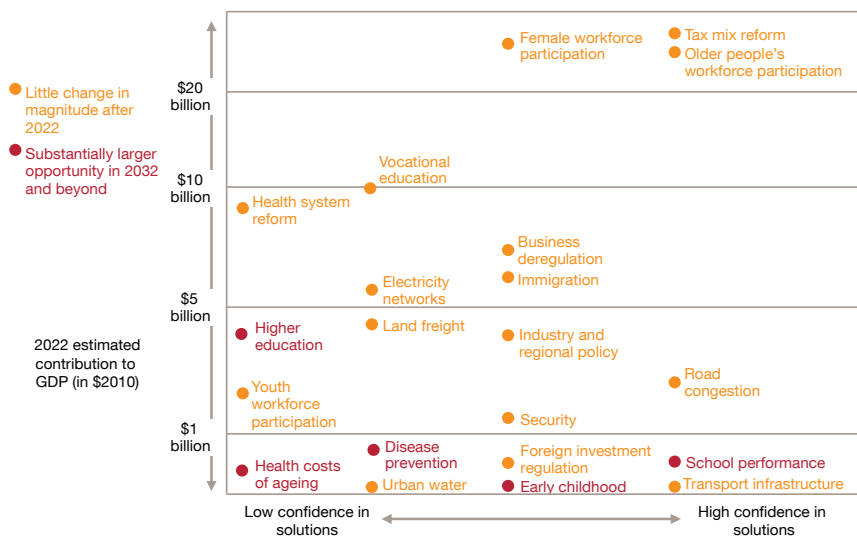 Female workforce
participation
Tax mix reform
Older people's
workforce participation
$20
billion
Little change in
magnitude after
2022
Substantially larger
opportunity in 2032
and beyond
Vocational
education
$10
billion
Health system
reform
Business
deregulation
Immigration
Electricity
networks
$5
billion
Higher
education
Land freight
Industry and
regional policy
2022 estimated
contribution to
GDP (in $2010)
Road
congestion
Youth
workforce
participation
Security
$1
billion
Disease
prevention
Foreign investment
regulation
School performance
Health costs
of ageing
Urban water
Early childhood
Transport infrastructure
Low confidence in
solutions
High confidence in
solutions